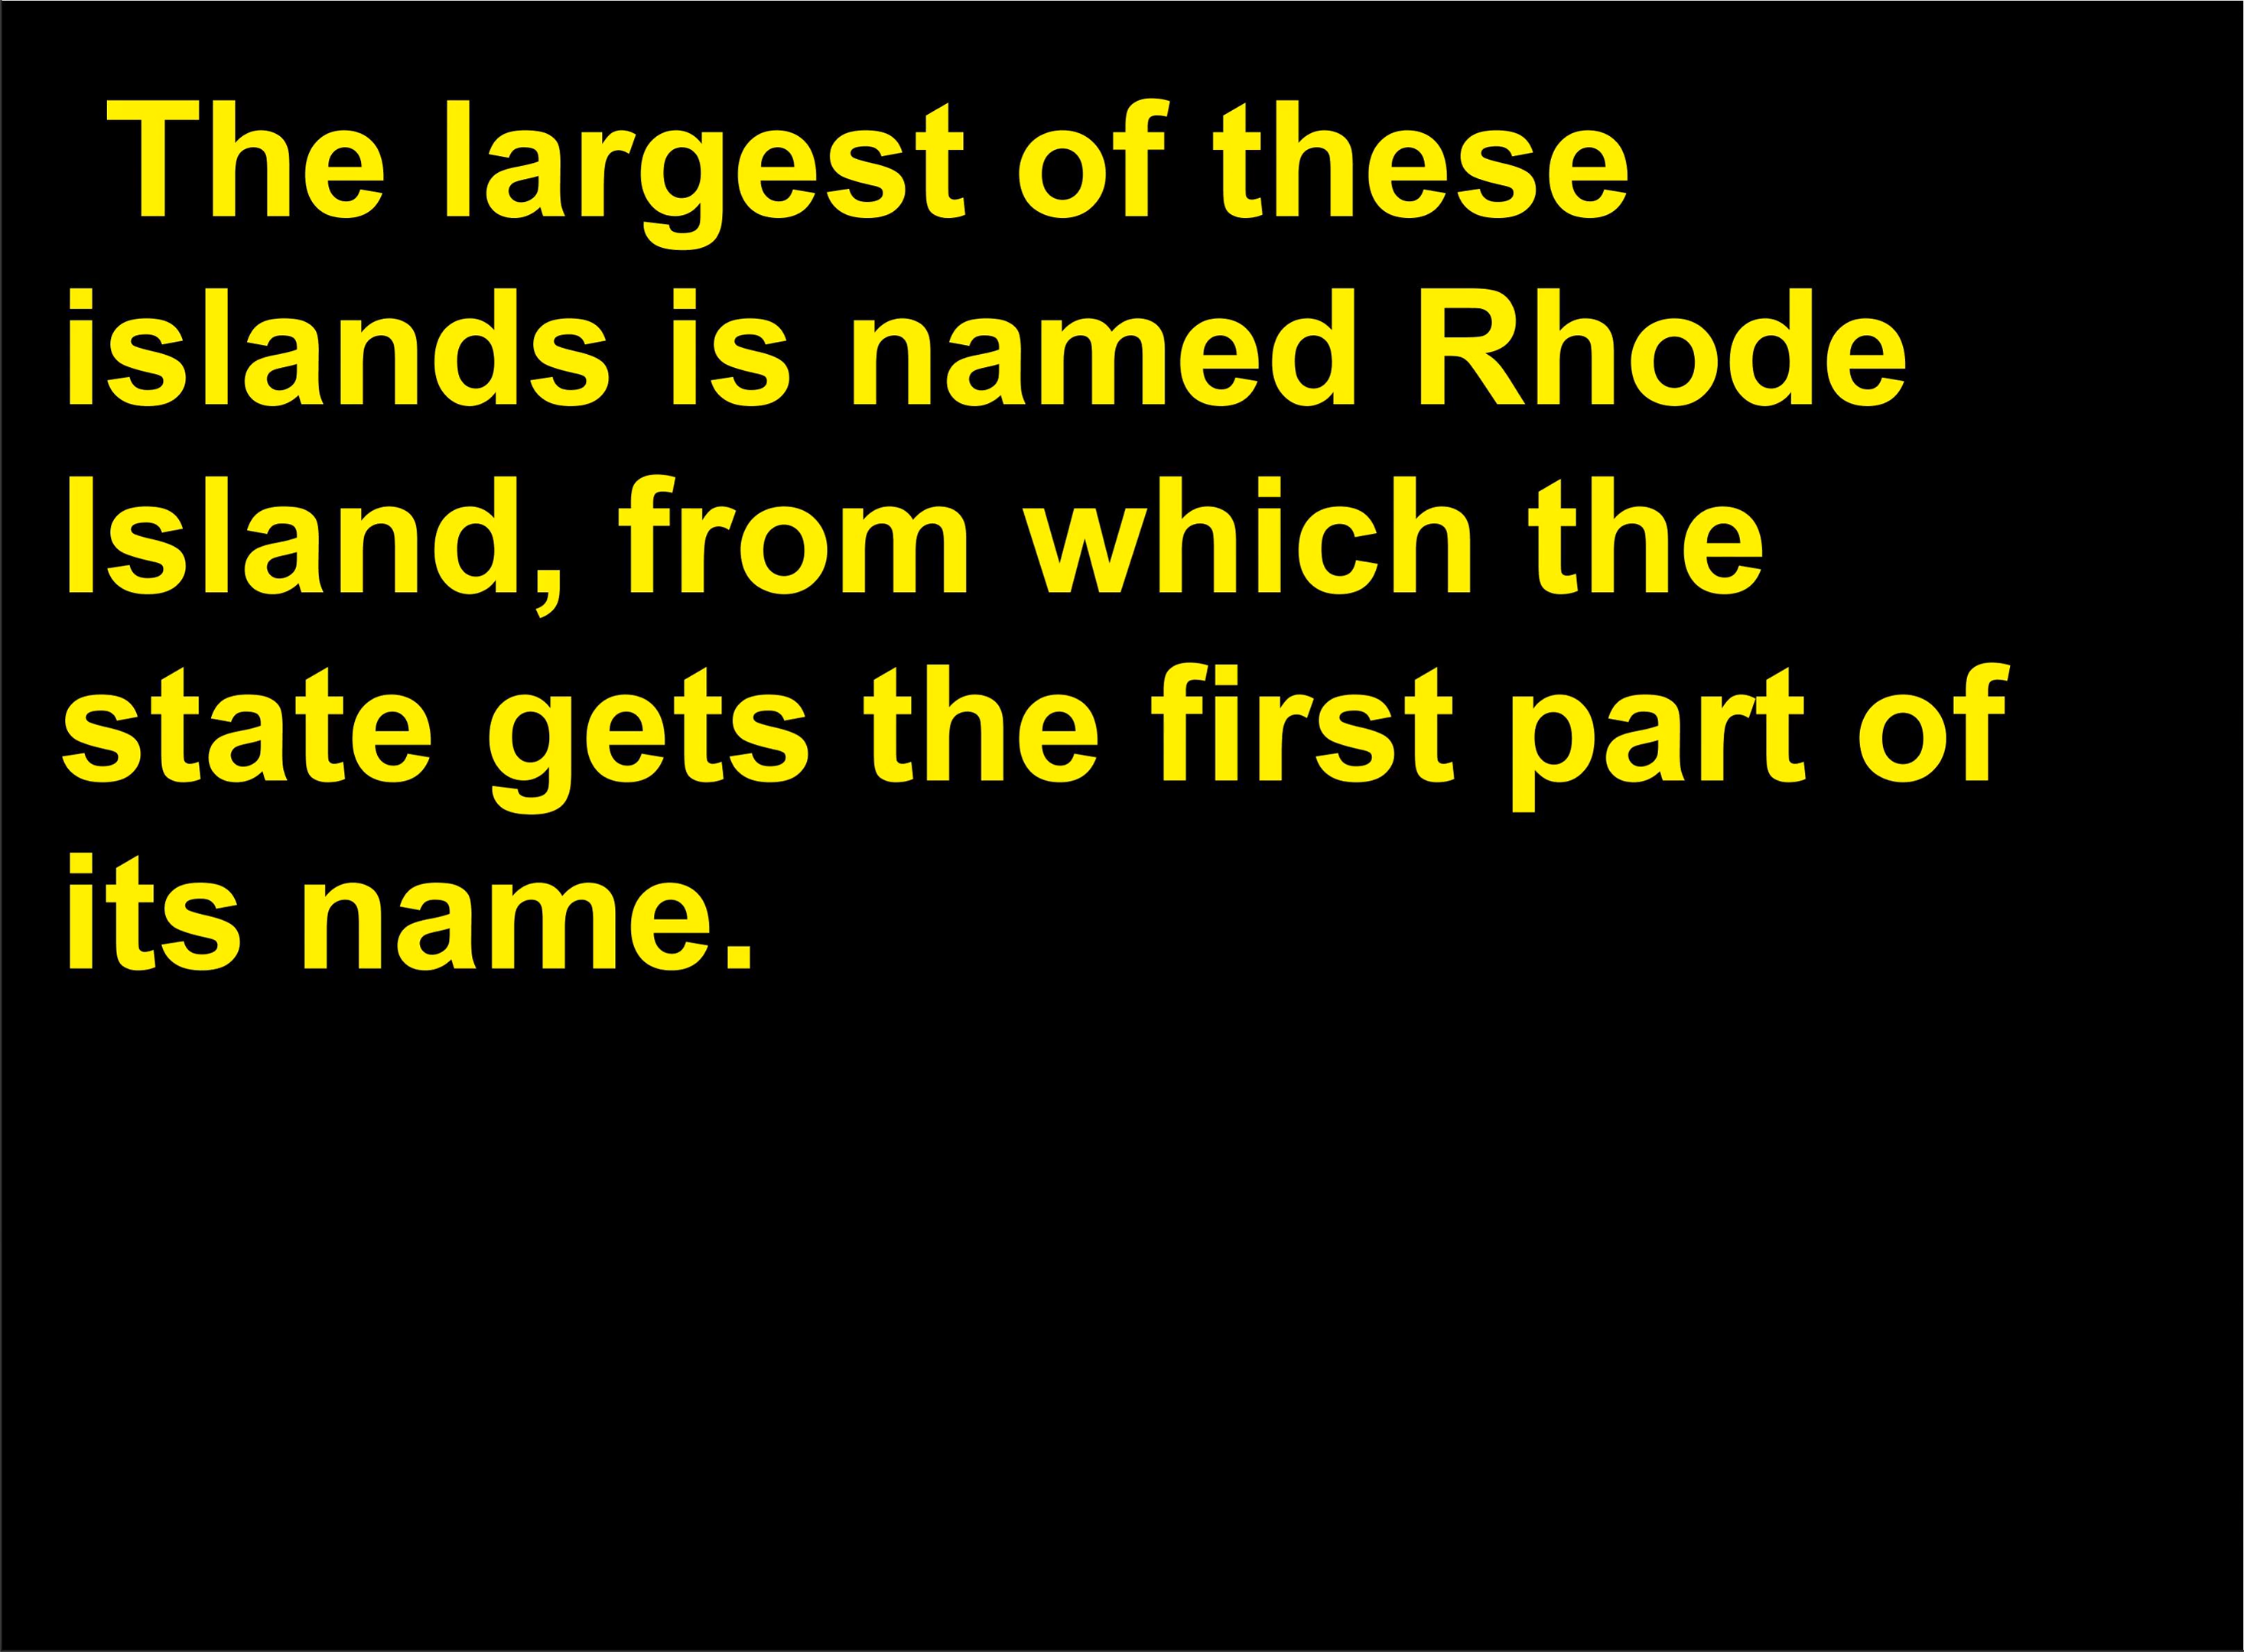 The largest of these
islands is named Rhode
Island, from which the
state gets the first part of
its name.